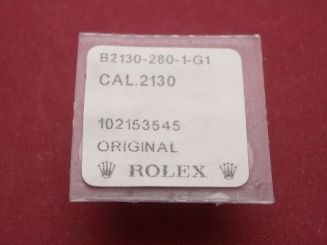 B2130-280-1-G1
CAL.2130
102153545
ORIGINAL
ROLEX